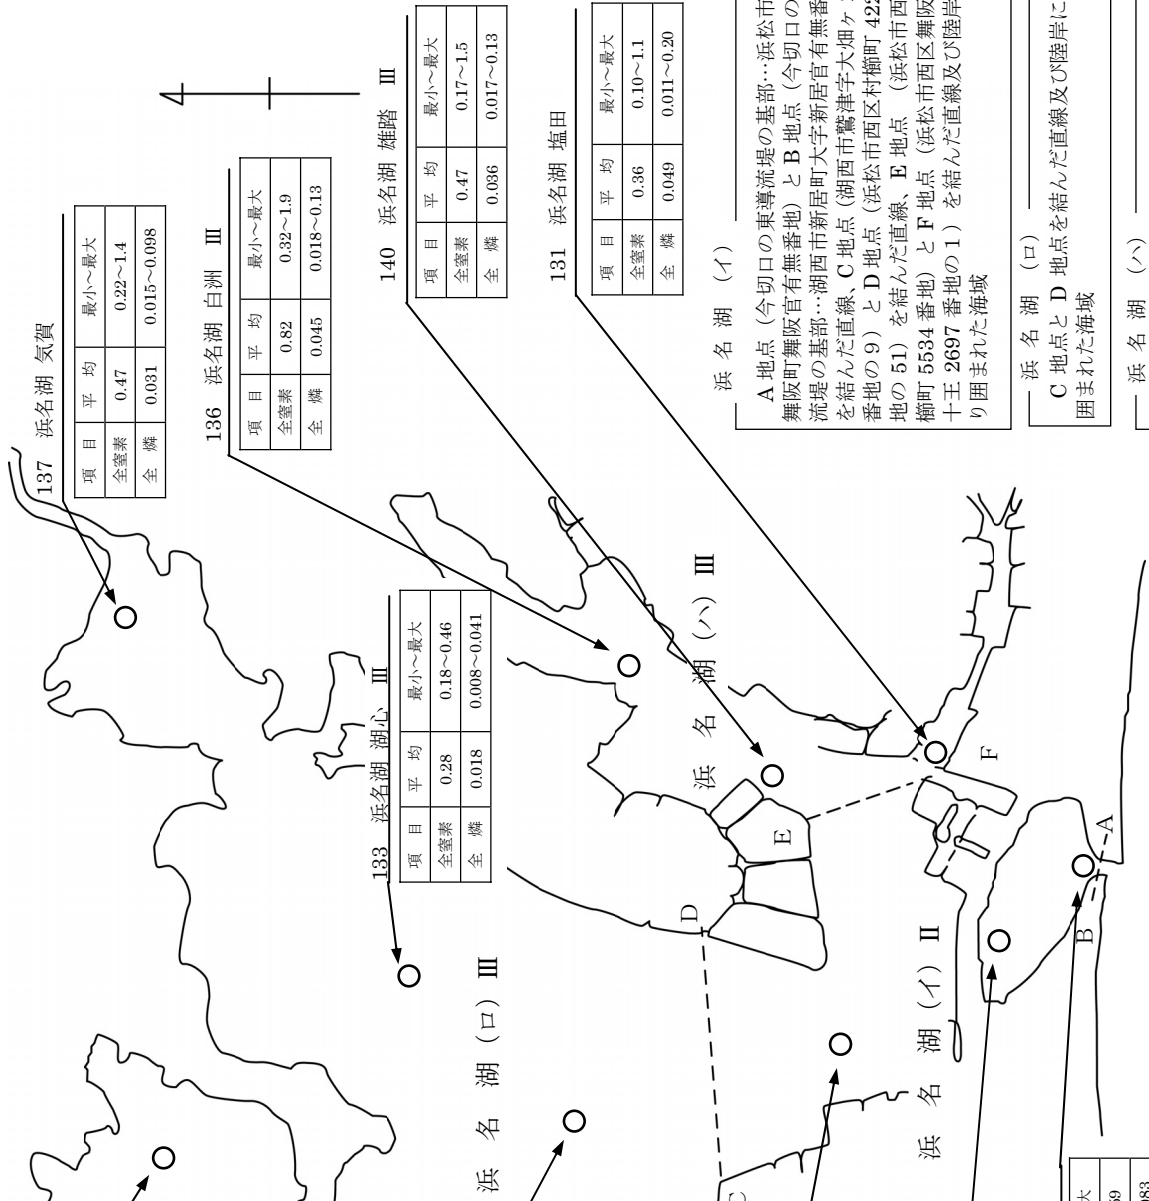 137 浜名湖 気賀
項 目 平 均 最小～最大
全窒素 0.47 0.22～1.4
全 燐 0.031 0.015～0.098
136 浜名湖 白洲 Ⅲ
項 目 平 均 最小～最大
全窒素 0.82 0.32～1.9
全 燐 0.045 0.018～0.13
133 浜名湖 湖心 Ⅲ
項 目 平 均 最小～最大
全窒素 0.28 0.18～0.46
全 燐 0.018 0.008～0.041
140 浜名湖 雄踏 Ⅲ
項 目 平 均 最小～最大
全窒素 0.47 0.17～1.5
全 燐 0.036 0.017～0.13
131 浜名湖 塩田
項 目 平 均 最小～最大
全窒素 0.36 0.10～1.1
全 燐 0.049 0.011～0.20
浜 名 湖 （ロ） Ⅲ
浜 名 湖 （ハ） Ⅲ
浜 名 湖 （イ） Ⅱ
A
B
C
D
E
F
浜 名 湖 （イ）
A 地点（今切口の東導流堤の基部…浜松市
舞阪町舞阪官有無番地）と B 地点（今切口の
流堤の基部…湖西市新居町大字新居官有無番
を結んだ直線、C 地点（湖西市鷲津字大畑ヶ
番地の９）と D 地点（浜松市西区村櫛町 422
地の 51）を結んだ直線、E 地点 （浜松市西
櫛町 5534 番地）と F 地点（浜松市西区舞阪
十王 2697 番地の１）を結んだ直線及び陸岸
り囲まれた海域
浜 名 湖 （ロ）
C 地点と D 地点を結んだ直線及び陸岸に
囲まれた海域
浜 名 湖 （ハ）
大